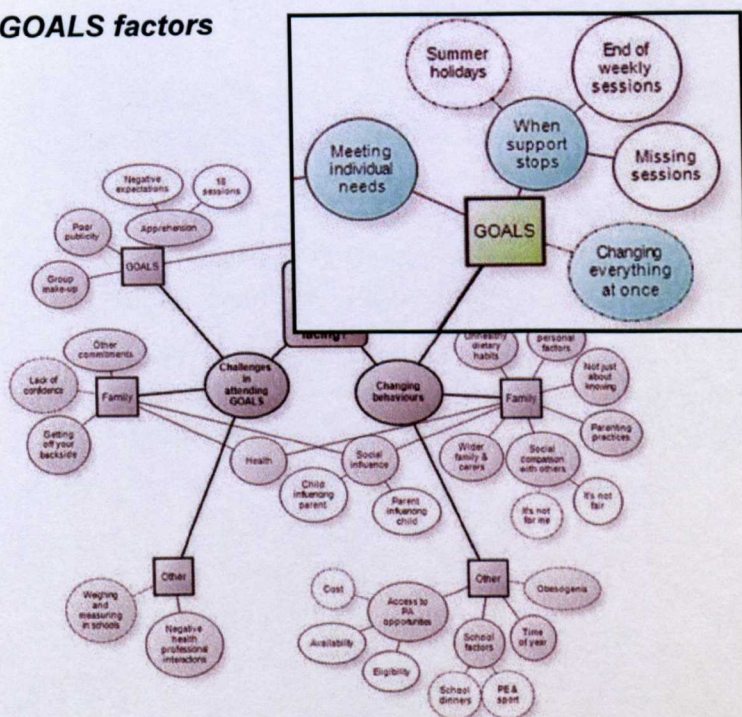 GOALS factors
Summer
holidays
End of
weekly
sessions
When
support
stops
Meeting
individual
needs
Missing
sessions
GOALS
Changing
everything
at once
Negative
expectations
18
sessions
Poor
publicity
Apprehension
GOALS
Group
make-up
facing?
Other
commitments
Lack of
confidence
Family
Getting
off your
backside
Challenges
in
attending
GOALS
Changing
behaviours
Unhealthy
dietary
habits
personal
factors
Not just
about
knowing
Family
Parenting
practices
Health
Social
influence
Child
influencing
parent
Parent
influencing
child
Wider
family &
carers
Social
comparison
with others
It's not
for me
It's not
fair
Other
Weighing
and
measuring
in schools
Negative
health
professional
interactions
Other
Cost
Access to
PA
opportunities
Availability
Eligibility
School
factors
School
dinners
PE &
sport
Time
of year